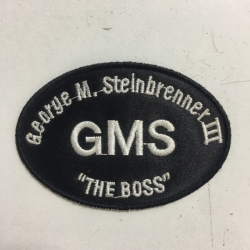 George M. Steinbrenner III
GMS
"THE BOSS"